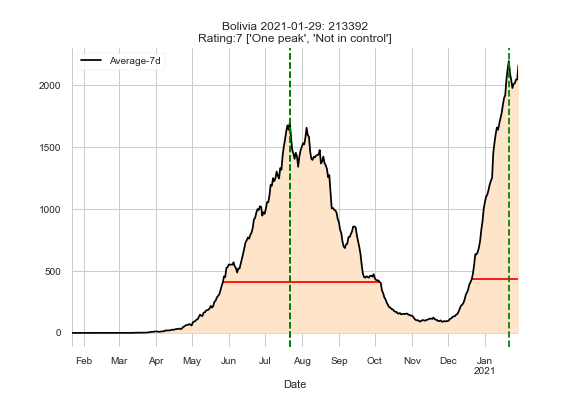 Bolivia 2021-01-29: 213392
Rating:7 ['One peak', 'Not in control']
Average-7d
2000
1500
1000
500
0
Feb Mar Apr May Jun Jul Aug Sep Oct Nov Dec Jan
2021
Date